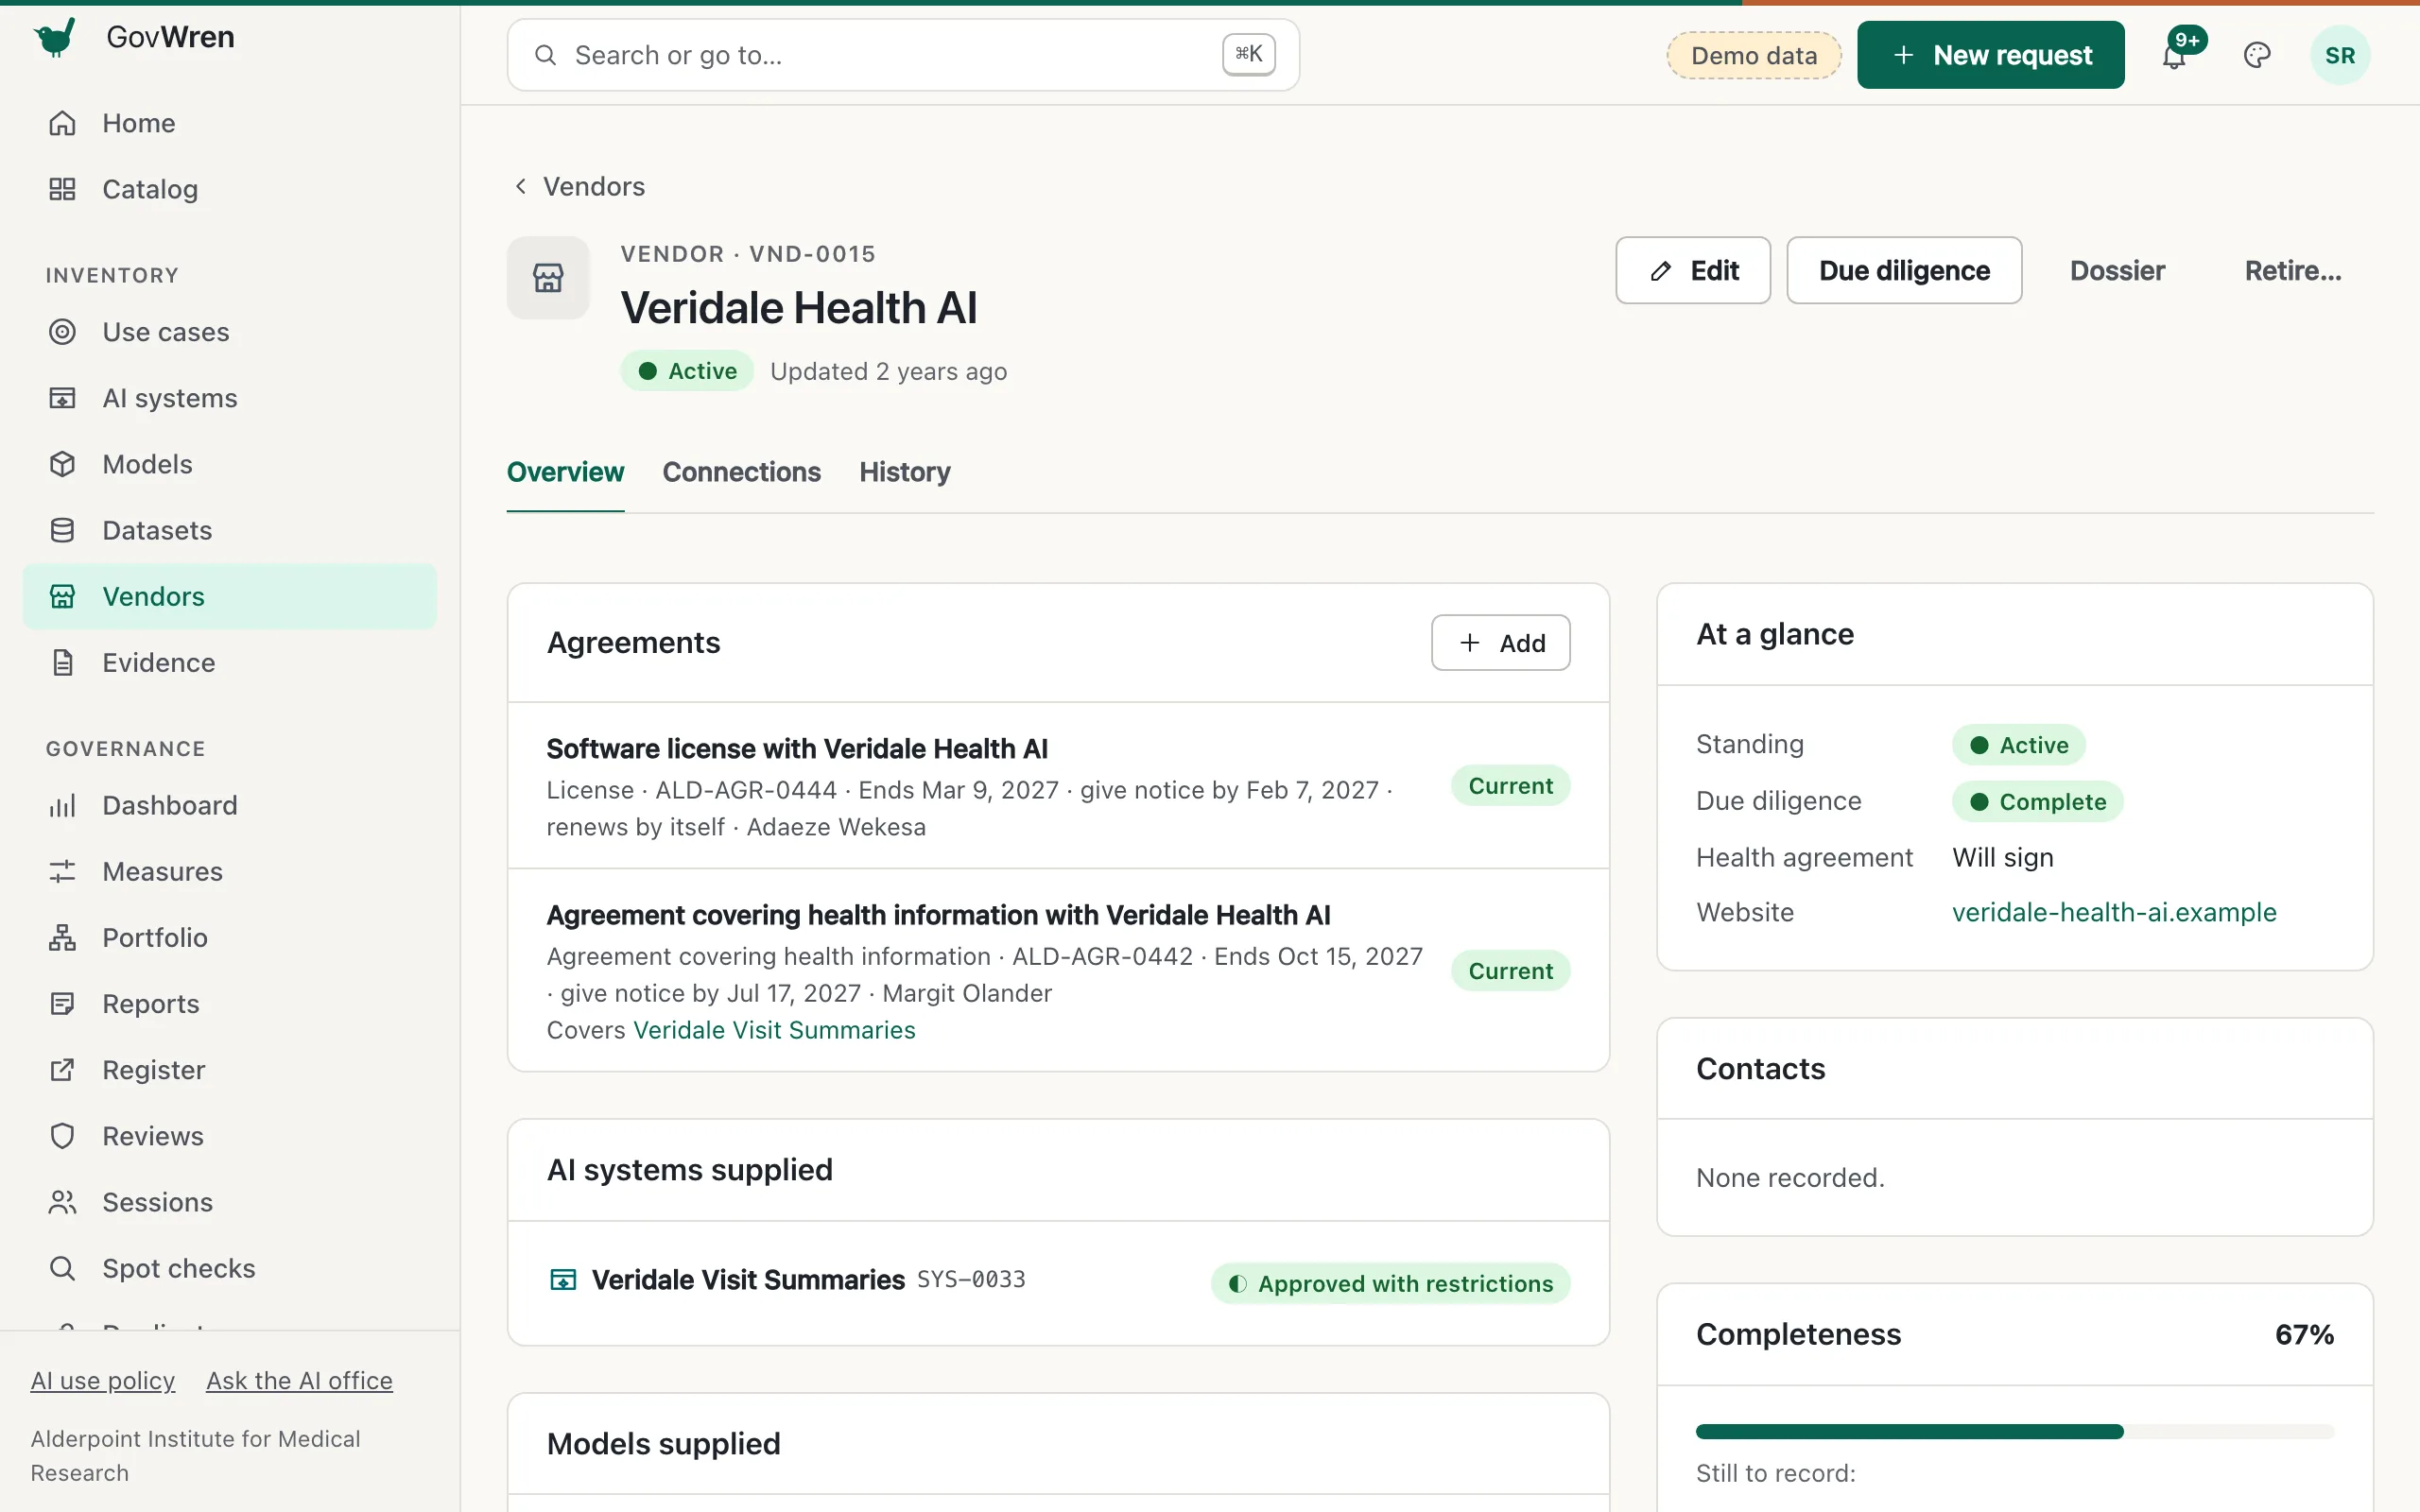 GovWren
Search or go to...
⌘K
Demo data
+ New request
9+
SR
Home
Catalog
INVENTORY
Use cases
AI systems
Models
Datasets
Vendors
Evidence
GOVERNANCE
Dashboard
Measures
Portfolio
Reports
Register
Reviews
Sessions
Spot checks
AI use policy
Ask the AI office
Alderpoint Institute for Medical
Research
Vendors
VENDOR · VND-0015
Veridale Health AI
Active
Updated 2 years ago
Edit
Due diligence
Dossier
Retire...
Overview
Connections
History
Agreements
+ Add
Software license with Veridale Health AI
License · ALD-AGR-0444 · Ends Mar 9, 2027 · give notice by Feb 7, 2027 ·
renews by itself · Adaeze Wekesa
Current
Agreement covering health information with Veridale Health AI
Agreement covering health information · ALD-AGR-0442 · Ends Oct 15, 2027
· give notice by Jul 17, 2027 · Margit Olander
Covers Veridale Visit Summaries
Current
AI systems supplied
Veridale Visit Summaries SYS-0033
Approved with restrictions
Models supplied
At a glance
Standing
Active
Due diligence
Complete
Health agreement
Will sign
Website
veridale-health-ai.example
Contacts
None recorded.
Completeness
67%
Still to record: